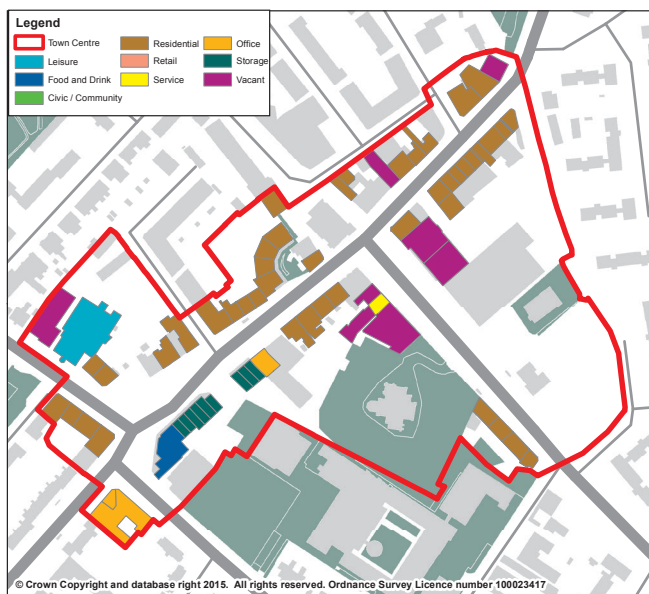 Legend
Town Centre
Residential
Office
Leisure
Retail
Storage
Food and Drink
Service
Vacant
Civic / Community
© Crown Copyright and database right 2015. All rights reserved. Ordnance Survey Licence number 100023417